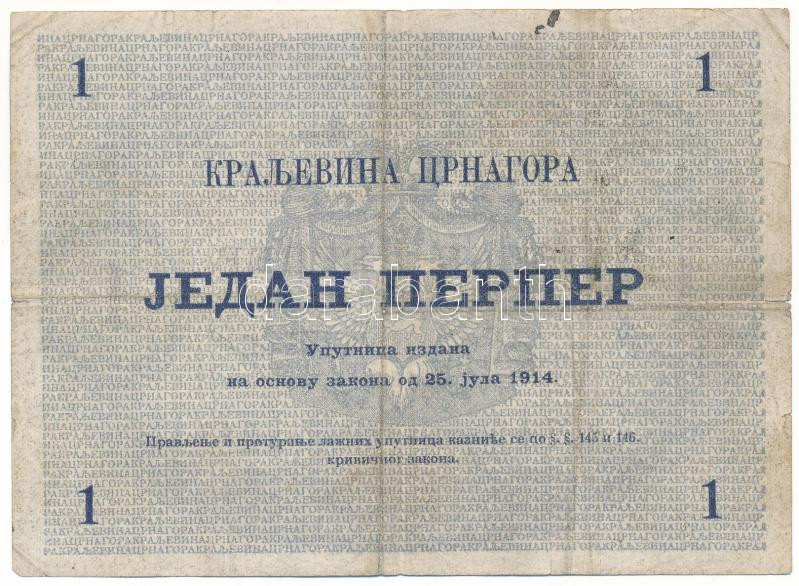 1 1
КРАЉЕВИНА ЦРНАГОРА
ЈЕДАН ПЕРПЕР
darabanth
Упутница издана
на основу закона од 25. јула 1914.
Прављење и протурање лажних упутница казниће се по §. §. 145 и 146.
кривичног закона.
1 1